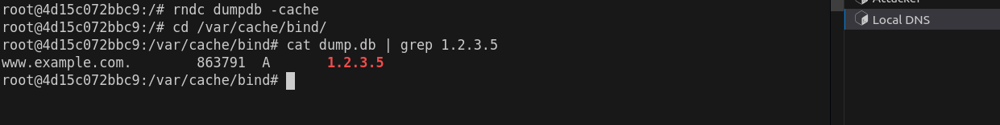 root@4d15c072bbc9:/# rndc dumpdb -cache
root@4d15c072bbc9:/# cd /var/cache/bind/
root@4d15c072bbc9:/var/cache/bind# cat dump.db | grep 1.2.3.5
www.example.com.        863791  A       1.2.3.5
root@4d15c072bbc9:/var/cache/bind#
Attacker
Local DNS